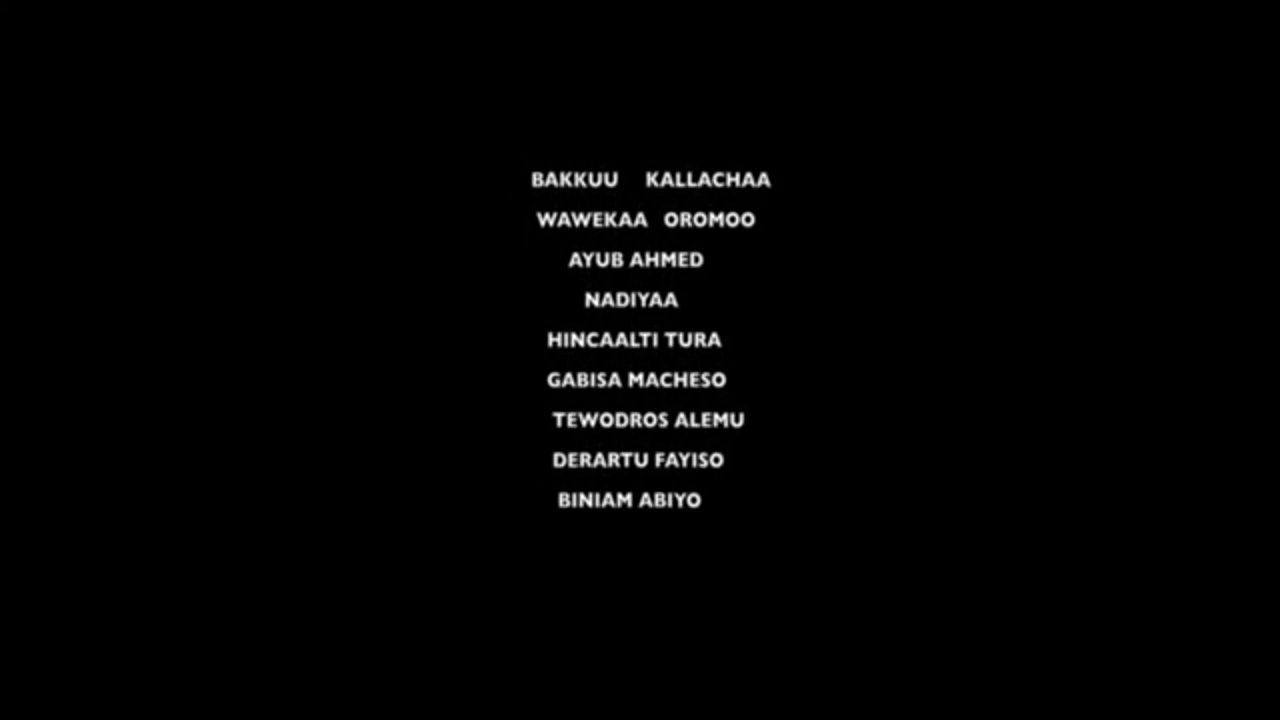 BAKKUU KALLACHAA
WAWEKAA OROMOO
AYUB AHMED
NADIYAA
HINCAALTI TURA
GABISA MACHESO
TEWODROS ALEMU
DERARTU FAYISO
BINIAM ABIYO